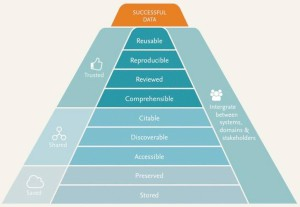 SUCCESSFUL
DATA
Reusable
Reproducible
Reviewed
Comprehensible
Citable
Discoverable
Accessible
Preserved
Stored
Trusted
Shared
Saved
Intergrate
between
systems,
domains &
stakeholders